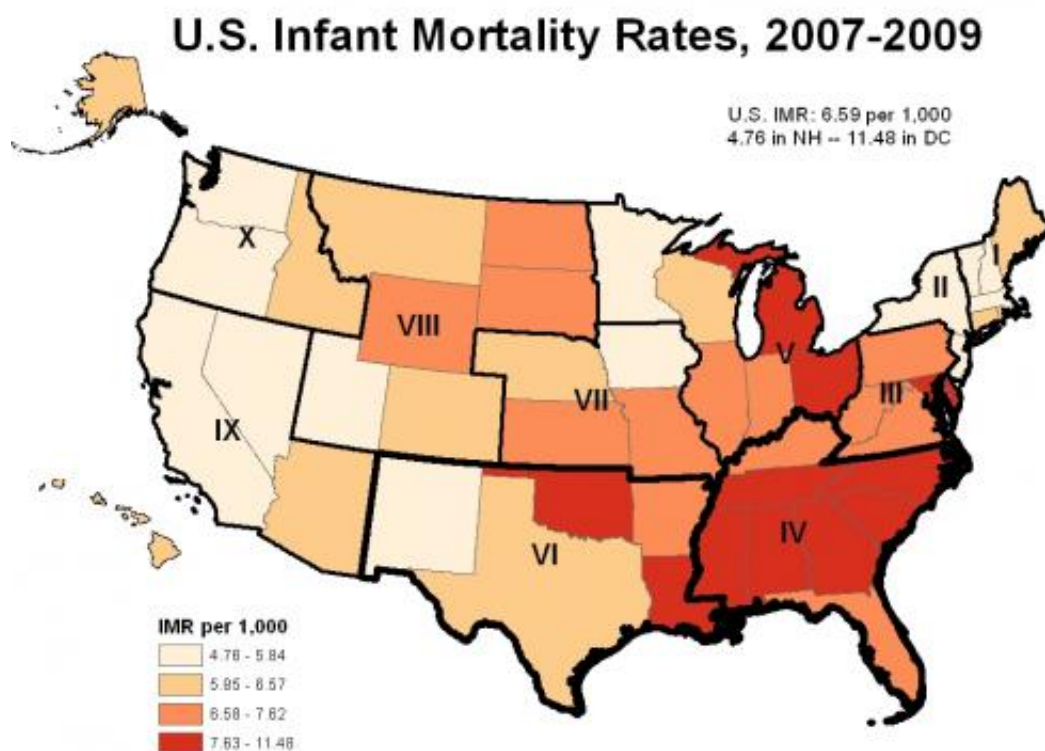 U.S. Infant Mortality Rates, 2007-2009
U.S. IMR: 6.59 per 1,000
4.76 in NH -- 11.48 in DC
X
I
II
VIII
V
III
VII
IX
IV
VI
IMR per 1,000
4.76 - 5.84
5.85 - 6.57
6.58 - 7.62
7.63 - 11.48